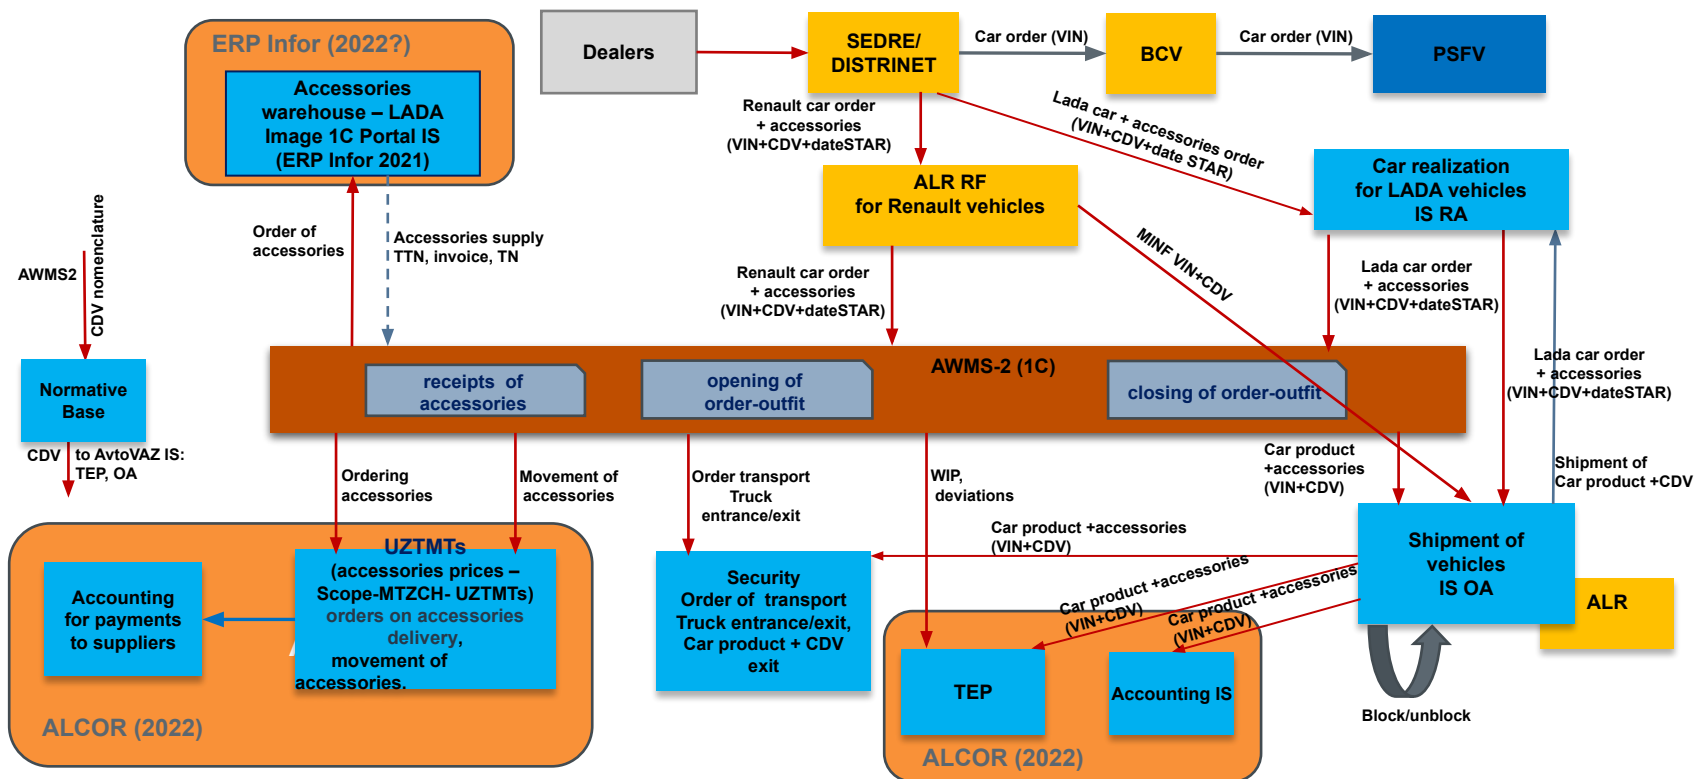 ERP Infor (2022?)
Accessories
warehouse – LADA
Image 1C Portal IS
(ERP Infor 2021)
Dealers
SEDRE/
DISTRINET
Car order (VIN)
BCV
Car order (VIN)
PSFV
Renault car order
+ accessories
(VIN+CDV+dateSTAR)
Lada car + accessories order
(VIN+CDV+date STAR)
ALR RF
for Renault vehicles
Car realization
for LADA vehicles
IS RA
AWMS2
CDV nomenclature
Order of
accessories
Accessories supply
TTN, invoice, TN
Renault car order
+ accessories
(VIN+CDV+dateSTAR)
MINF VIN+CDV
Lada car order
+ accessories
(VIN+CDV+dateSTAR)
Lada car order
+ accessories
(VIN+CDV+dateSTAR)
Normative
Base
AWMS-2 (1C)
receipts of
accessories
opening of
order-outfit
closing of order-outfit
CDV
to AvtoVAZ IS:
TEP, OA
Ordering
accessories
Movement of
accessories
Order transport
Truck
entrance/exit
WIP,
deviations
Car product
+accessories
(VIN+CDV)
Shipment of
Car product +CDV
Car product +accessories
(VIN+CDV)
Car product +accessories
(VIN+CDV)
Car product +accessories
(VIN+CDV)
Accounting
for payments
to suppliers
UZTMTs
(accessories prices –
Scope-MTZCH- UZTMTs)
orders on accessories
delivery,
movement of
accessories.
ALCOR (2022)
Security
Order of transport
Truck entrance/exit,
Car product + CDV
exit
TEP
Accounting IS
ALCOR (2022)
Shipment of
vehicles
IS OA
ALR
Block/unblock